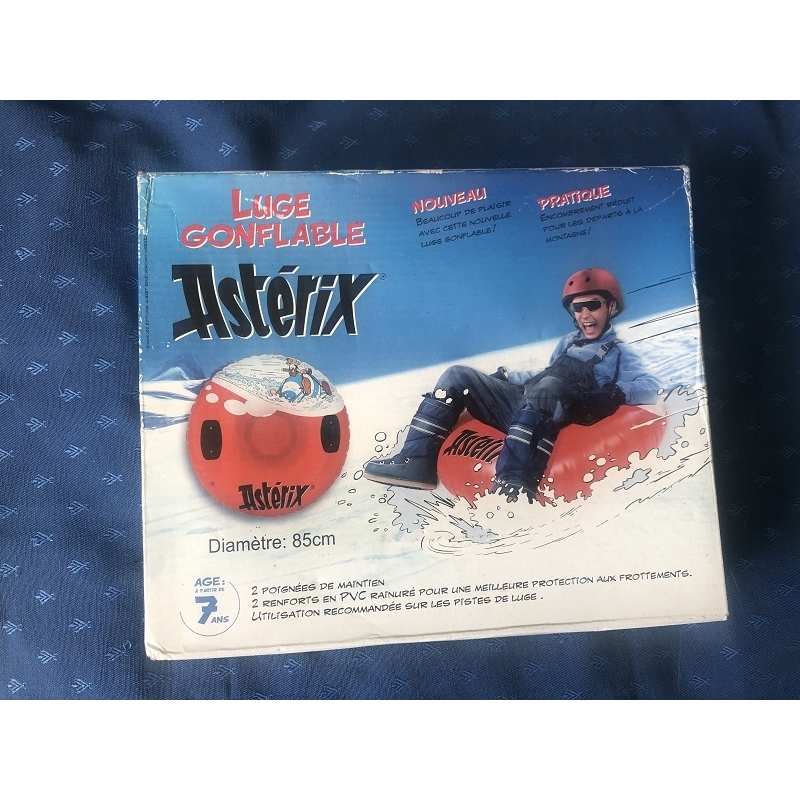 LUGE
GONFLABLE
Astérix
NOUVEAU
BEAUCOUP DE PLAISIR
AVEC CETTE NOUVELLE
LUGE GONFLABLE!
PRATIQUE
ENCOMBREMENT RÉDUIT
POUR LES DÉPARTS À LA
MONTAGNE!
Astérix
Astérix
Diamètre: 85cm
AGE:
À PARTIR DE
7 ANS
2 POIGNÉES DE MAINTIEN
2 RENFORTS EN PVC RAINURÉ POUR UNE MEILLEURE PROTECTION AUX FROTTEMENTS.
UTILISATION RECOMMANDÉE SUR LES PISTES DE LUGE.